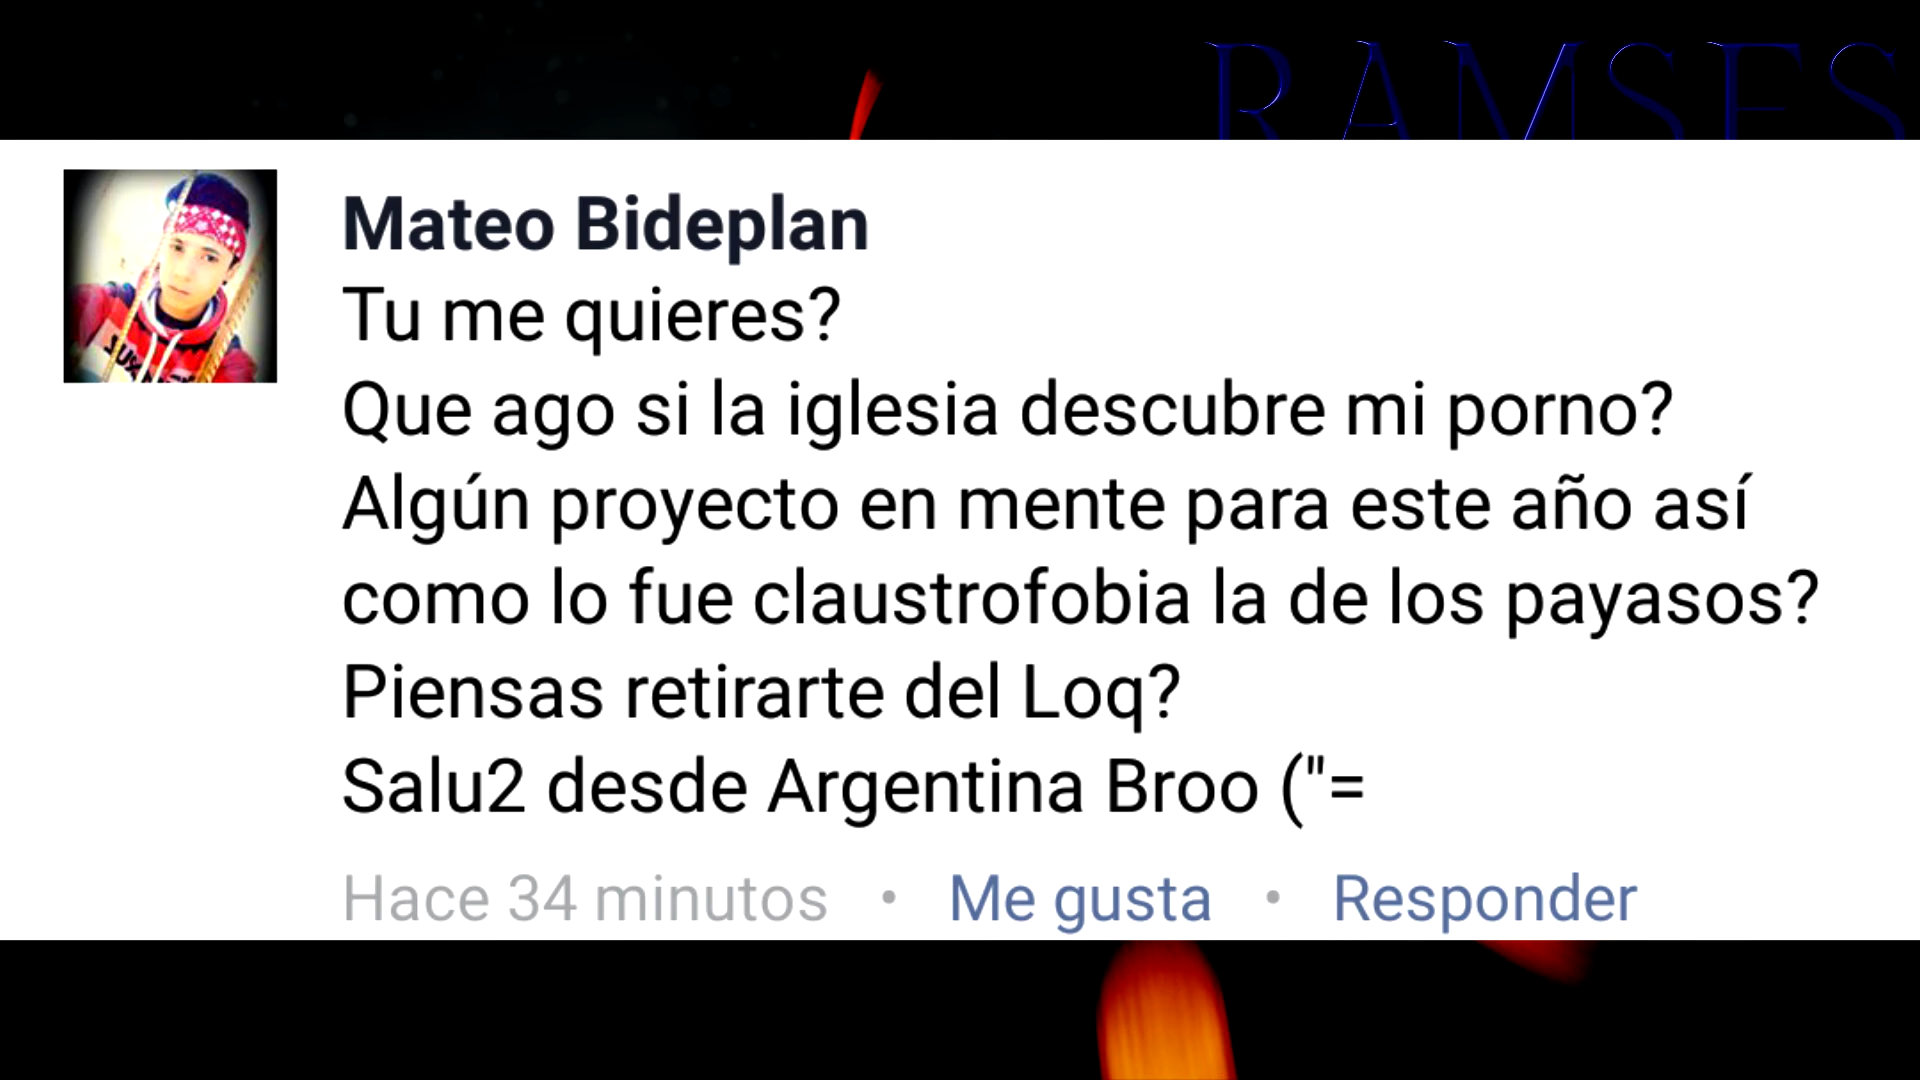 RAMSES
Mateo Bideplan
Tu me quieres?
Que ago si la iglesia descubre mi porno?
Algún proyecto en mente para este año así
como lo fue claustrofobia la de los payasos?
Piensas retirarte del Loq?
Salu2 desde Argentina Broo ("=
Hace 34 minutos • Me gusta • Responder